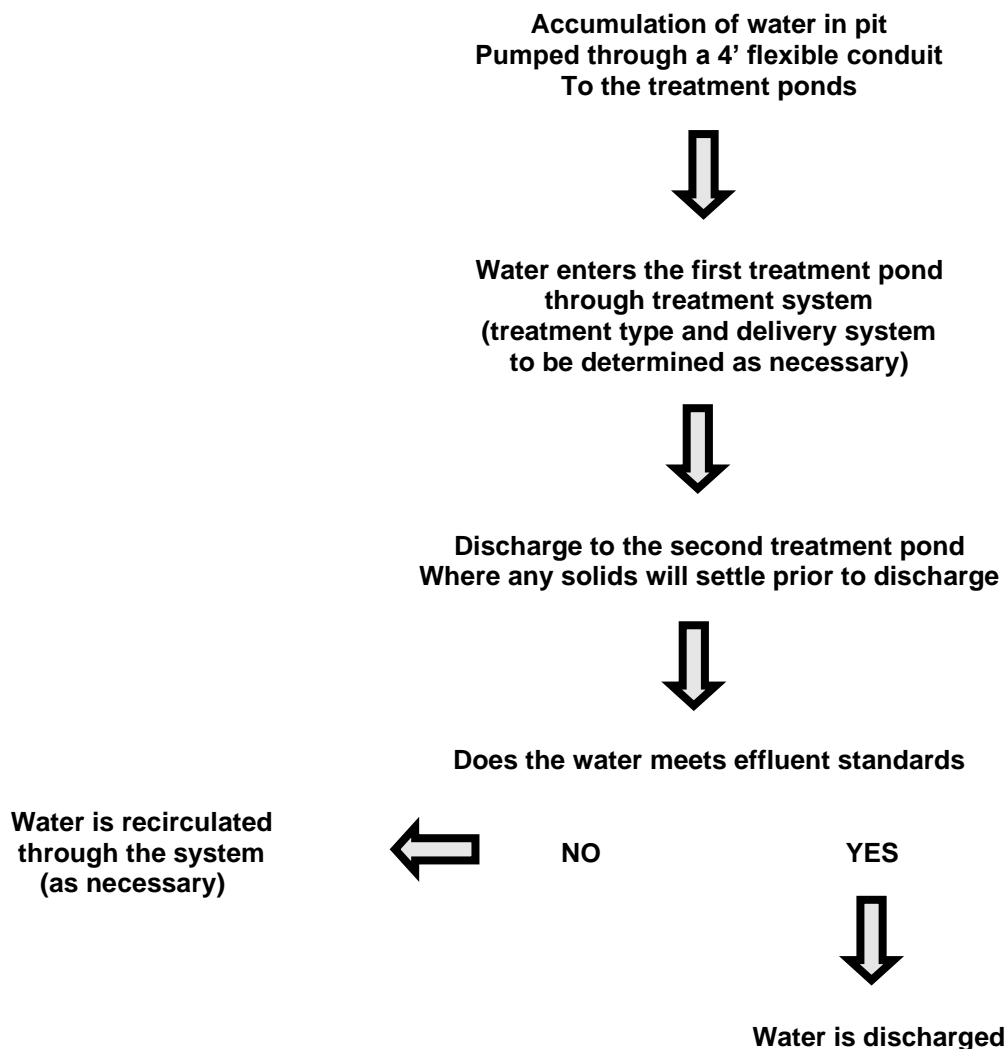 Accumulation of water in pit
Pumped through a 4’ flexible conduit
To the treatment ponds
Water enters the first treatment pond
through treatment system
(treatment type and delivery system
to be determined as necessary)
Discharge to the second treatment pond
Where any solids will settle prior to discharge
Does the water meets effluent standards
Water is recirculated
through the system
(as necessary)
NO
YES
Water is discharged